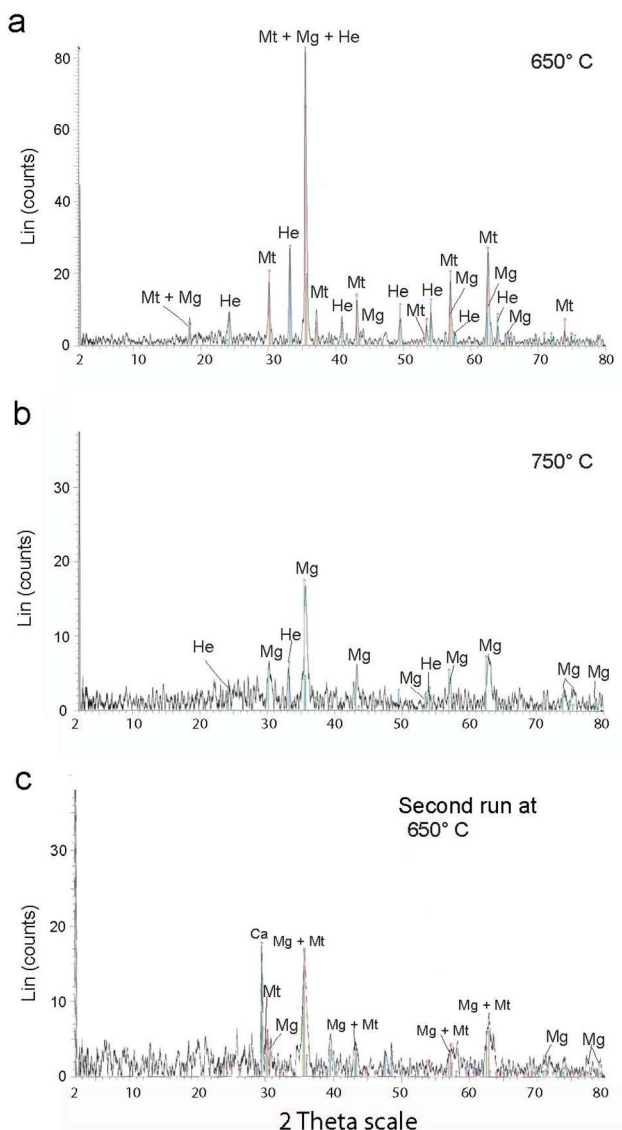 a
Mt + Mg + He
650° C
80
60
40
20
0
Lin (counts)
Mt + Mg
He
Mt
He
Mt
He
Mt
Mg
He
He
Mt
Mt
Mg
He
Mt
Mg
He
Mg
Mt
2 10 20 30 40 50 60 70 80
b
750° C
30
20
10
0
Lin (counts)
He
Mg
He
Mg
Mg
Mg
He
Mg
Mg
Mg
Mg
2 10 20 30 40 50 60 70 80
c
Second run at
650° C
30
20
10
0
Lin (counts)
Ca
Mg + Mt
Mt
Mg
Mg + Mt
Mg + Mt
Mg + Mt
Mg
Mg
2 10 20 30 40 50 60 70 80
2 Theta scale